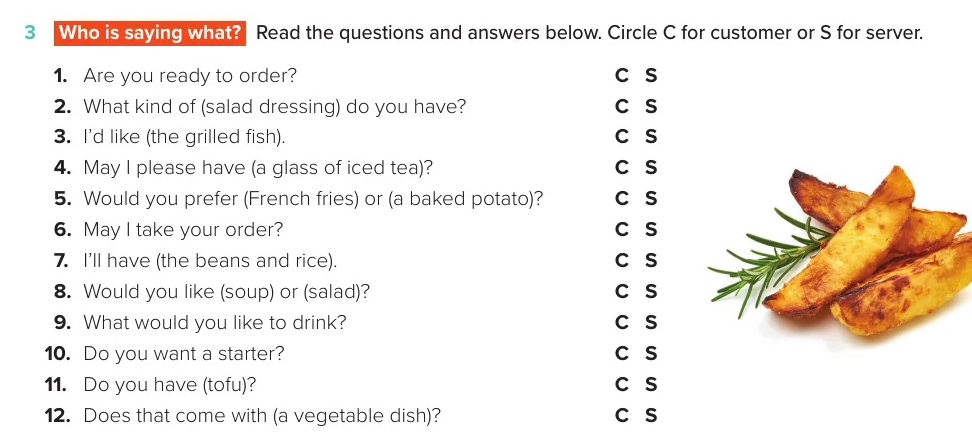 3 Who is saying what? Read the questions and answers below. Circle C for customer or S for server.
1. Are you ready to order? C S
2. What kind of (salad dressing) do you have? C S
3. I’d like (the grilled fish). C S
4. May I please have (a glass of iced tea)? C S
5. Would you prefer (French fries) or (a baked potato)? C S
6. May I take your order? C S
7. I’ll have (the beans and rice). C S
8. Would you like (soup) or (salad)? C S
9. What would you like to drink? C S
10. Do you want a starter? C S
11. Do you have (tofu)? C S
12. Does that come with (a vegetable dish)? C S